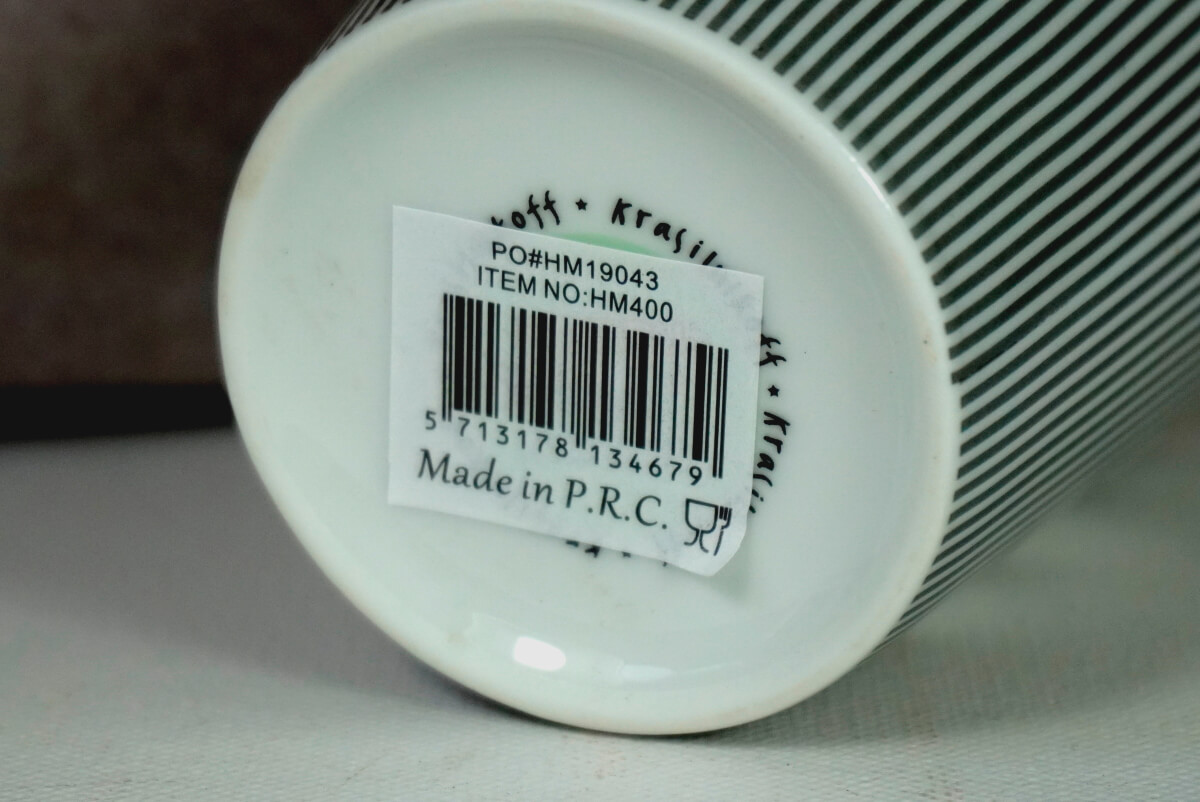 PO#HM19043
ITEM NO:HM400
5 713178 134679
Made in P.R.C.